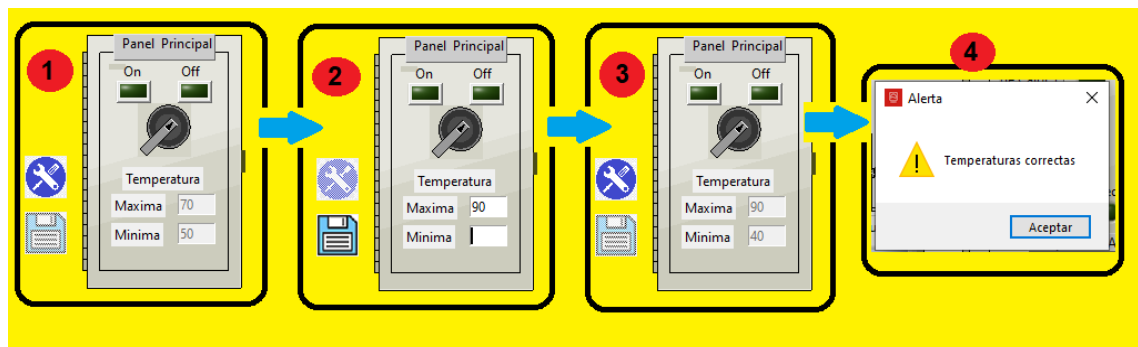 1
Panel Principal
On Off
Temperatura
Maxima 70
Minima 50
2
Panel Principal
On Off
Temperatura
Maxima 90
Minima
3
Panel Principal
On Off
Temperatura
Maxima 90
Minima 40
4
Alerta
Temperaturas correctas
Aceptar